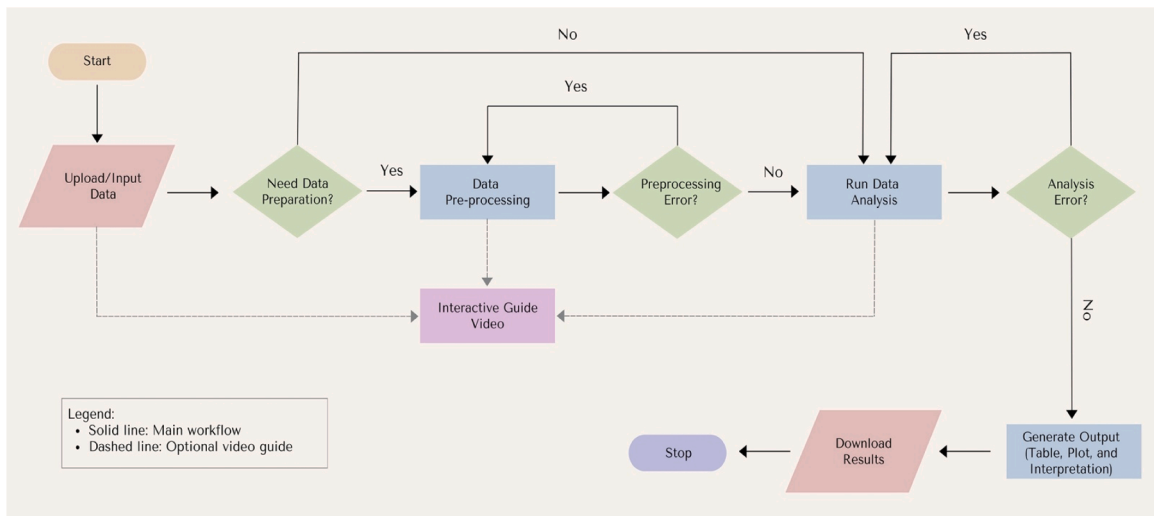 Start
No
Yes
Yes
Upload/Input
Data
Need Data
Preparation?
Yes
Data
Pre-processing
Preprocessing
Error?
No
Run Data
Analysis
Analysis
Error?
Interactive Guide
Video
No
Legend:
• Solid line: Main workflow
• Dashed line: Optional video guide
Stop
Download
Results
Generate Output
(Table, Plot, and
Interpretation)